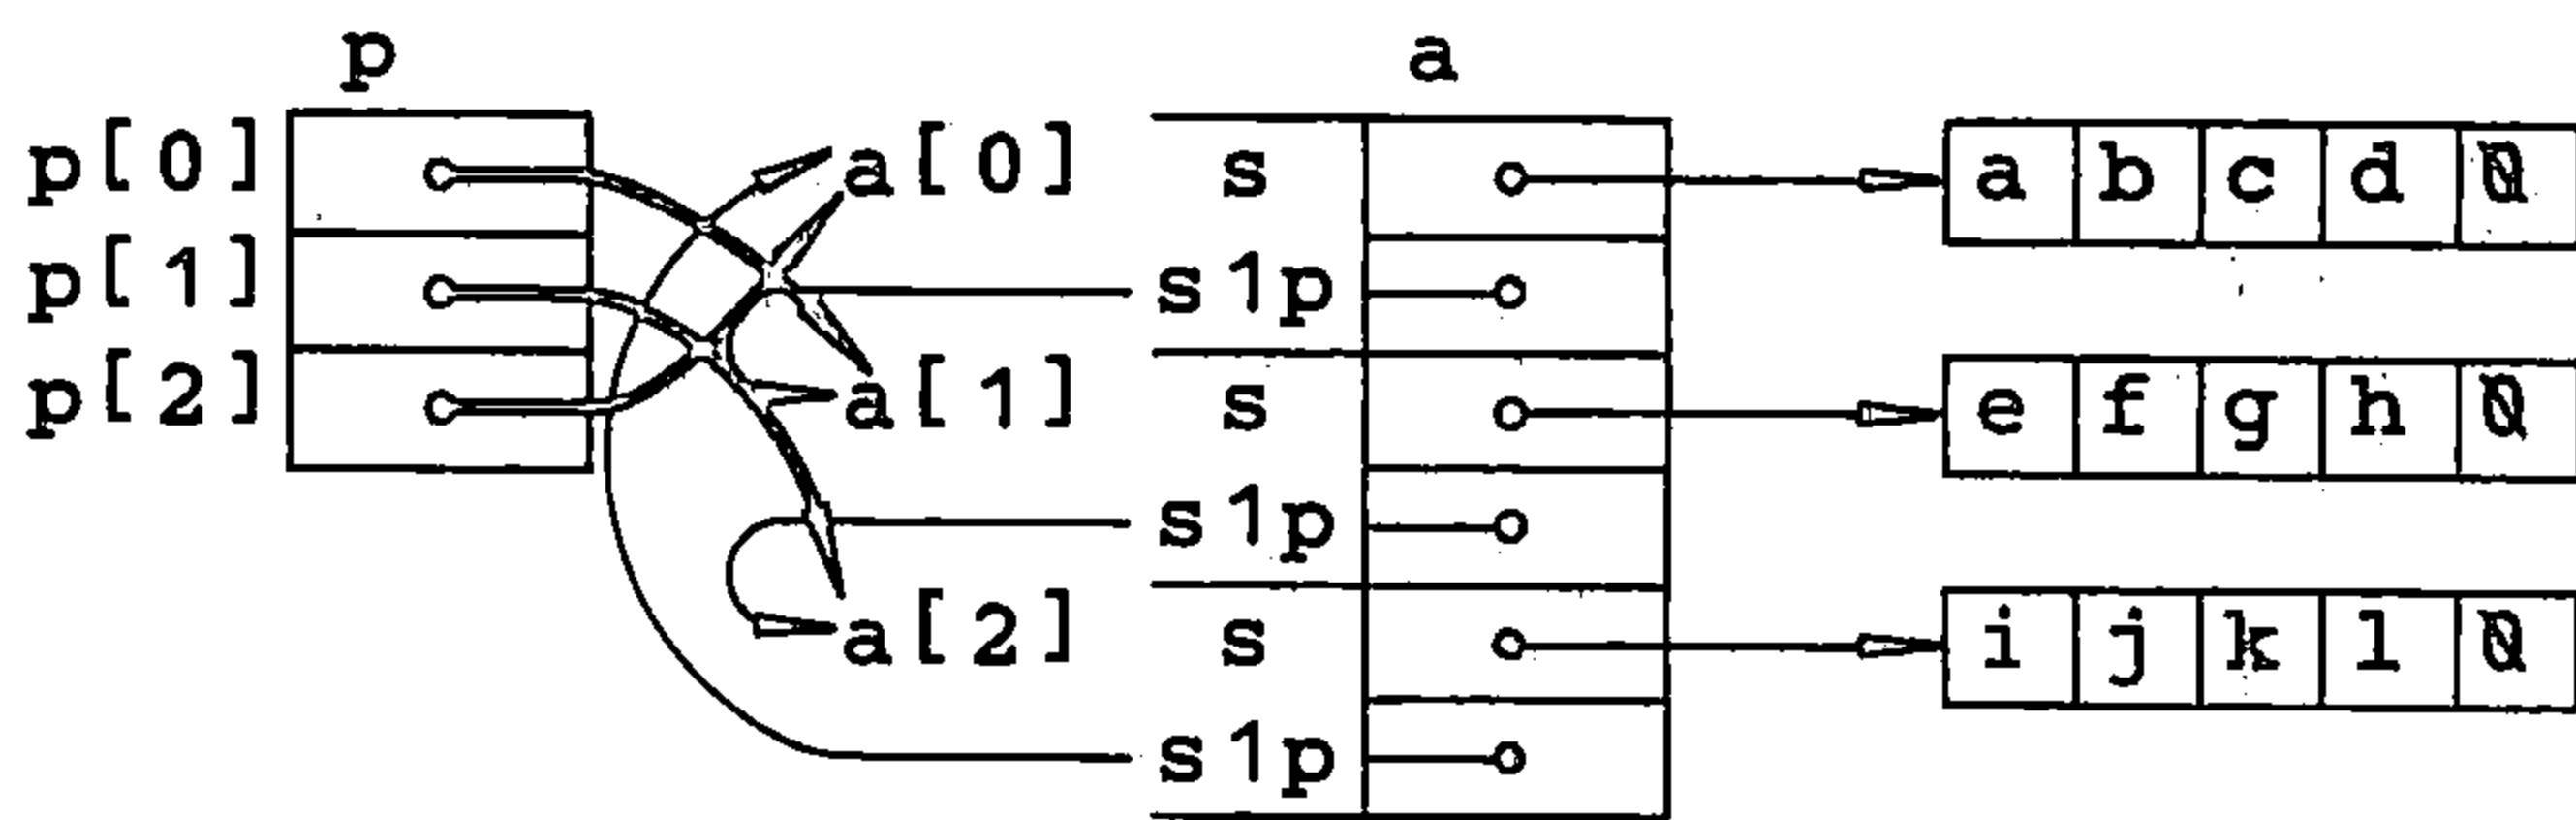 p a
p[0] a[0] s a b c d 0
p[1] s1p
a[1] s e f g h 0
p[2]
s1p
a[2] s i j k l 0
s1p